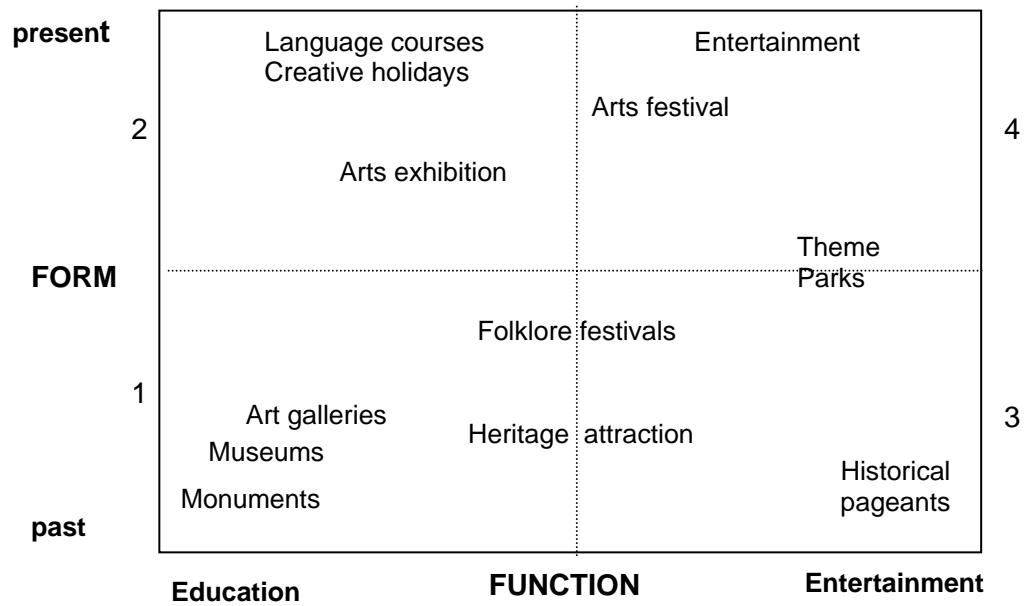 present
Language courses
Creative holidays
Entertainment
Arts festival
2
4
Arts exhibition
Theme
Parks
FORM
Folklore festivals
1
3
Art galleries
Museums
Monuments
Heritage attraction
Historical
pageants
past
Education
FUNCTION
Entertainment